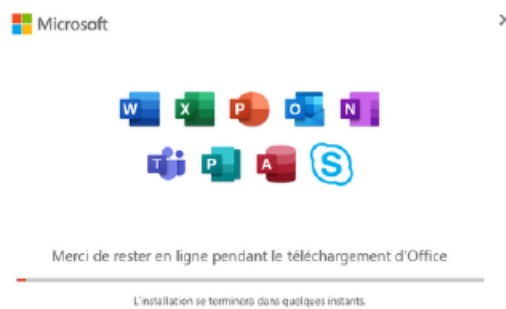 Microsoft
W X P O N
T P A S
Merci de rester en ligne pendant le téléchargement d'Office
L'installation se terminera dans quelques instants.